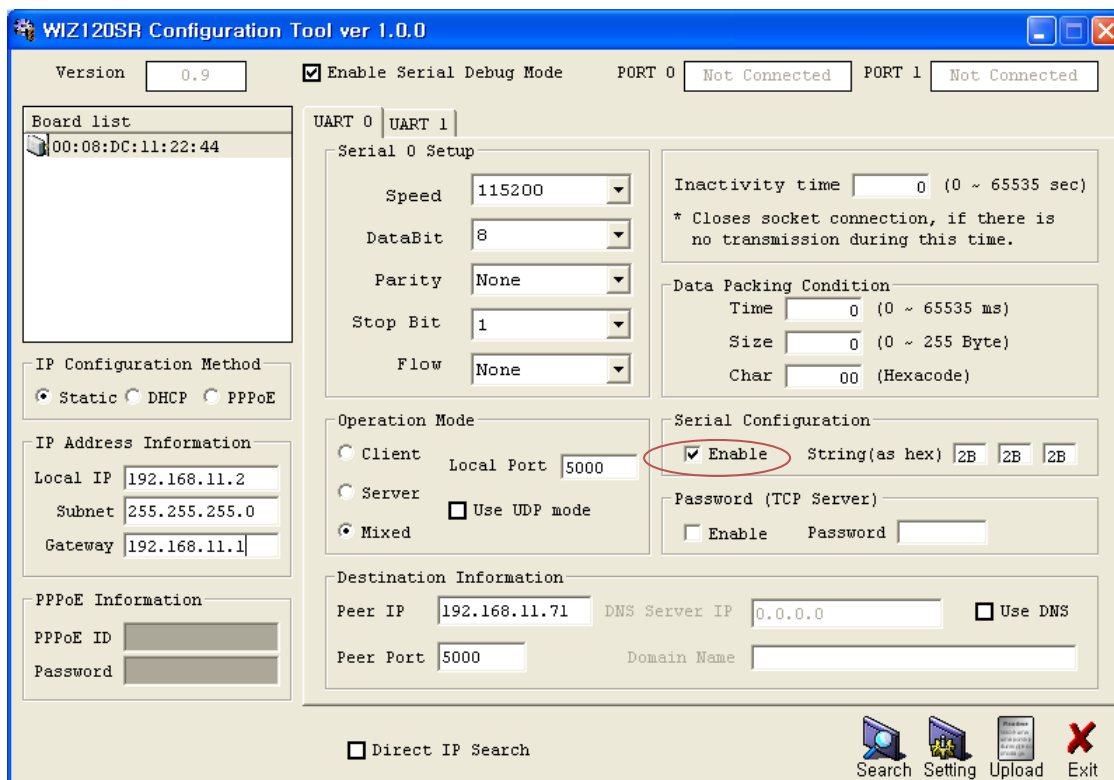 WIZ120SR Configuration Tool ver 1.0.0
Version 0.9
Enable Serial Debug Mode
PORT 0 Not Connected
PORT 1 Not Connected
Board list
00:08:DC:11:22:44
IP Configuration Method
Static DHCP PPPoE
IP Address Information
Local IP 192.168.11.2
Subnet 255.255.255.0
Gateway 192.168.11.1
PPPoE Information
PPPoE ID
Password
UART 0 UART 1
Serial 0 Setup
Speed 115200
DataBit 8
Parity None
Stop Bit 1
Flow None
Inactivity time 0 (0 ~ 65535 sec)
* Closes socket connection, if there is
no transmission during this time.
Data Packing Condition
Time 0 (0 ~ 65535 ms)
Size 0 (0 ~ 255 Byte)
Char 00 (Hexacode)
Operation Mode
Client
Server
Mixed
Local Port 5000
Use UDP mode
Serial Configuration
Enable String(as hex) 2B 2B 2B
Password (TCP Server)
Enable Password
Destination Information
Peer IP 192.168.11.71 DNS Server IP 0.0.0.0 Use DNS
Peer Port 5000 Domain Name
Direct IP Search
Search Setting Upload Exit